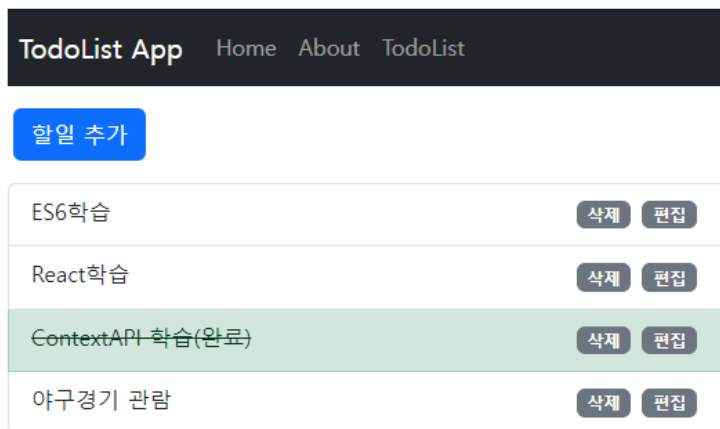 TodoList App Home About TodoList
할일 추가
ES6학습 삭제 편집
React학습 삭제 편집
ContextAPI 학습(완료) 삭제 편집
야구경기 관람 삭제 편집